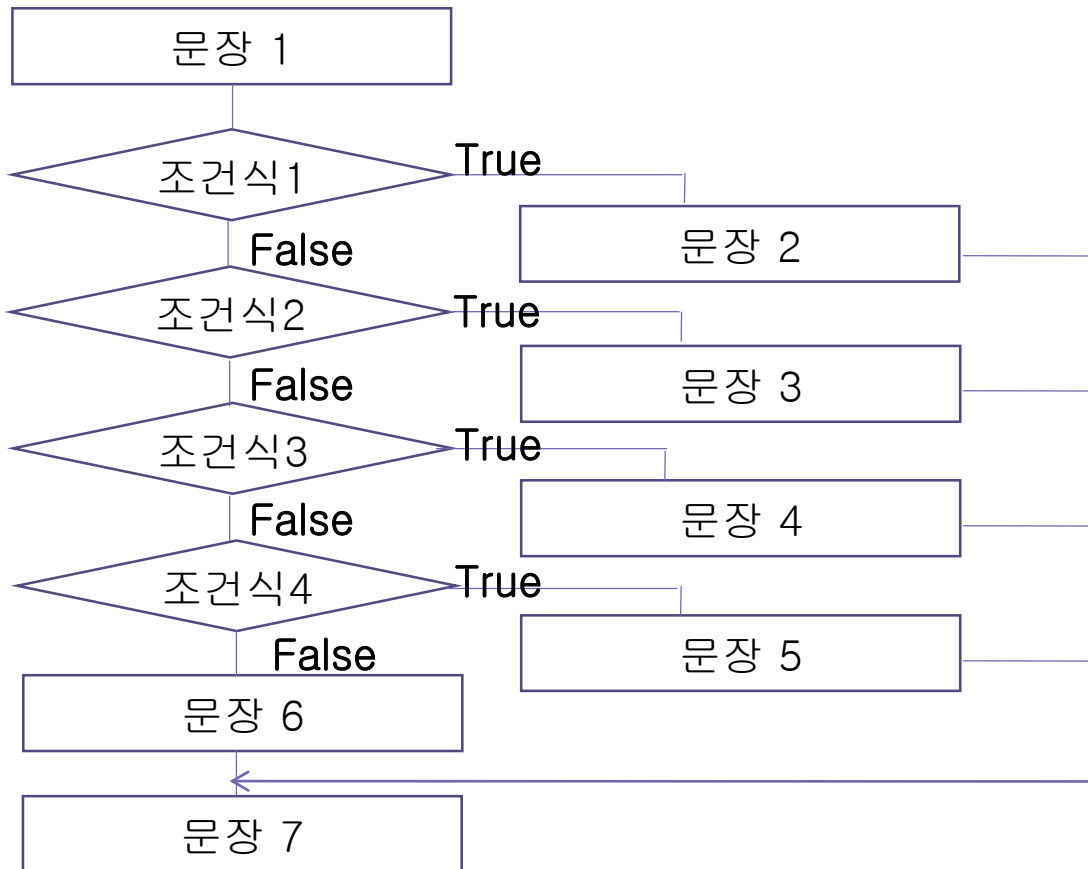 문장 1
조건식1
True
문장 2
False
조건식2
True
문장 3
False
조건식3
True
문장 4
False
조건식4
True
문장 5
False
문장 6
문장 7